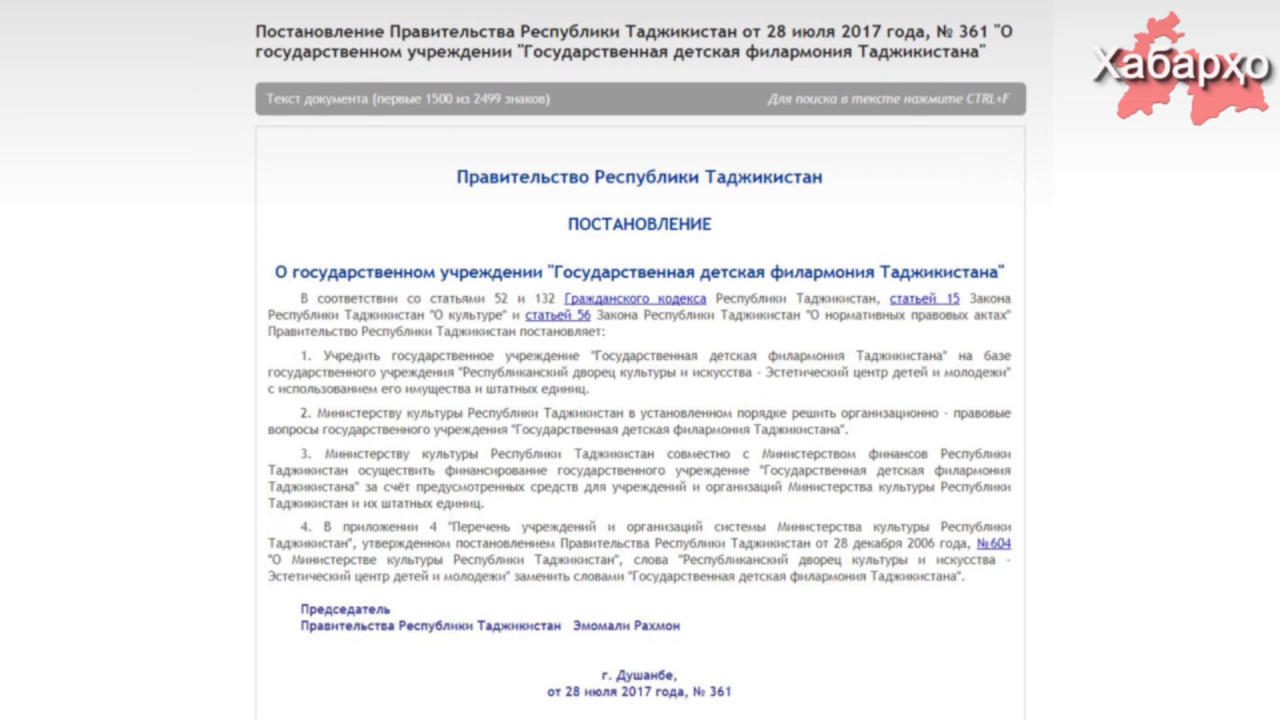 Постановление Правительства Республики Таджикистан от 28 июля 2017 года, № 361 "О
государственном учреждении "Государственная детская филармония Таджикистана"
Хабарҳо
Текст документа (первые 1500 из 2499 знаков)
Для поиска в тексте нажмите CTRL+F
Правительство Республики Таджикистан
ПОСТАНОВЛЕНИЕ
О государственном учреждении "Государственная детская филармония Таджикистана"
В соответствии со статьями 52 и 132 Гражданского кодекса Республики Таджикистан, статьей 15 Закона
Республики Таджикистан "О культуре" и статьей 56 Закона Республики Таджикистан "О нормативных правовых актах"
Правительство Республики Таджикистан постановляет:
1. Учредить государственное учреждение "Государственная детская филармония Таджикистана" на базе
государственного учреждения "Республиканский дворец культуры и искусства - Эстетический центр детей и молодежи"
с использованием его имущества и штатных единиц.
2. Министерству культуры Республики Таджикистан в установленном порядке решить организационно - правовые
вопросы государственного учреждения "Государственная детская филармония Таджикистана".
3. Министерству культуры Республики Таджикистан совместно с Министерством финансов Республики
Таджикистан осуществить финансирование государственного учреждение "Государственная детская филармония
Таджикистана" за счёт предусмотренных средств для учреждений и организаций Министерства культуры Республики
Таджикистан и их штатных единиц.
4. В приложении 4 "Перечень учреждений и организаций системы Министерства культуры Республики
Таджикистан", утвержденном постановлением Правительства Республики Таджикистан от 28 декабря 2006 года, №604
"О Министерстве культуры Республики Таджикистан", слова "Республиканский дворец культуры и искусства -
Эстетический центр детей и молодежи" заменить словами "Государственная детская филармония Таджикистана".
Председатель
Правительства Республики Таджикистан Эмомали Рахмон
г. Душанбе,
от 28 июля 2017 года, № 361